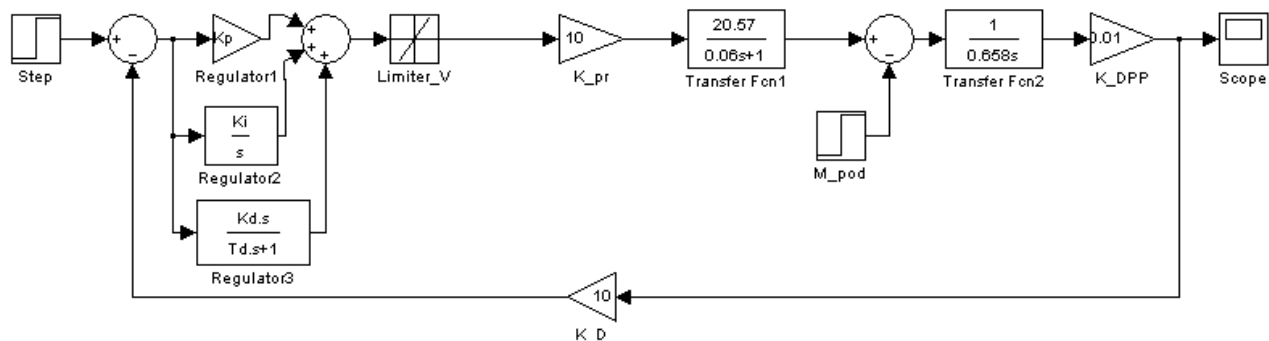 Step
+
−
Kp
Regulator1
+
+
+
Limiter_V
10
K_pr
20.57
0.06s+1
Transfer Fcn1
+
−
1
0.658s
Transfer Fcn2
0.01
K_DPP
Scope
Ki
s
Regulator2
M_pod
Kd.s
Td.s+1
Regulator3
10
K_D